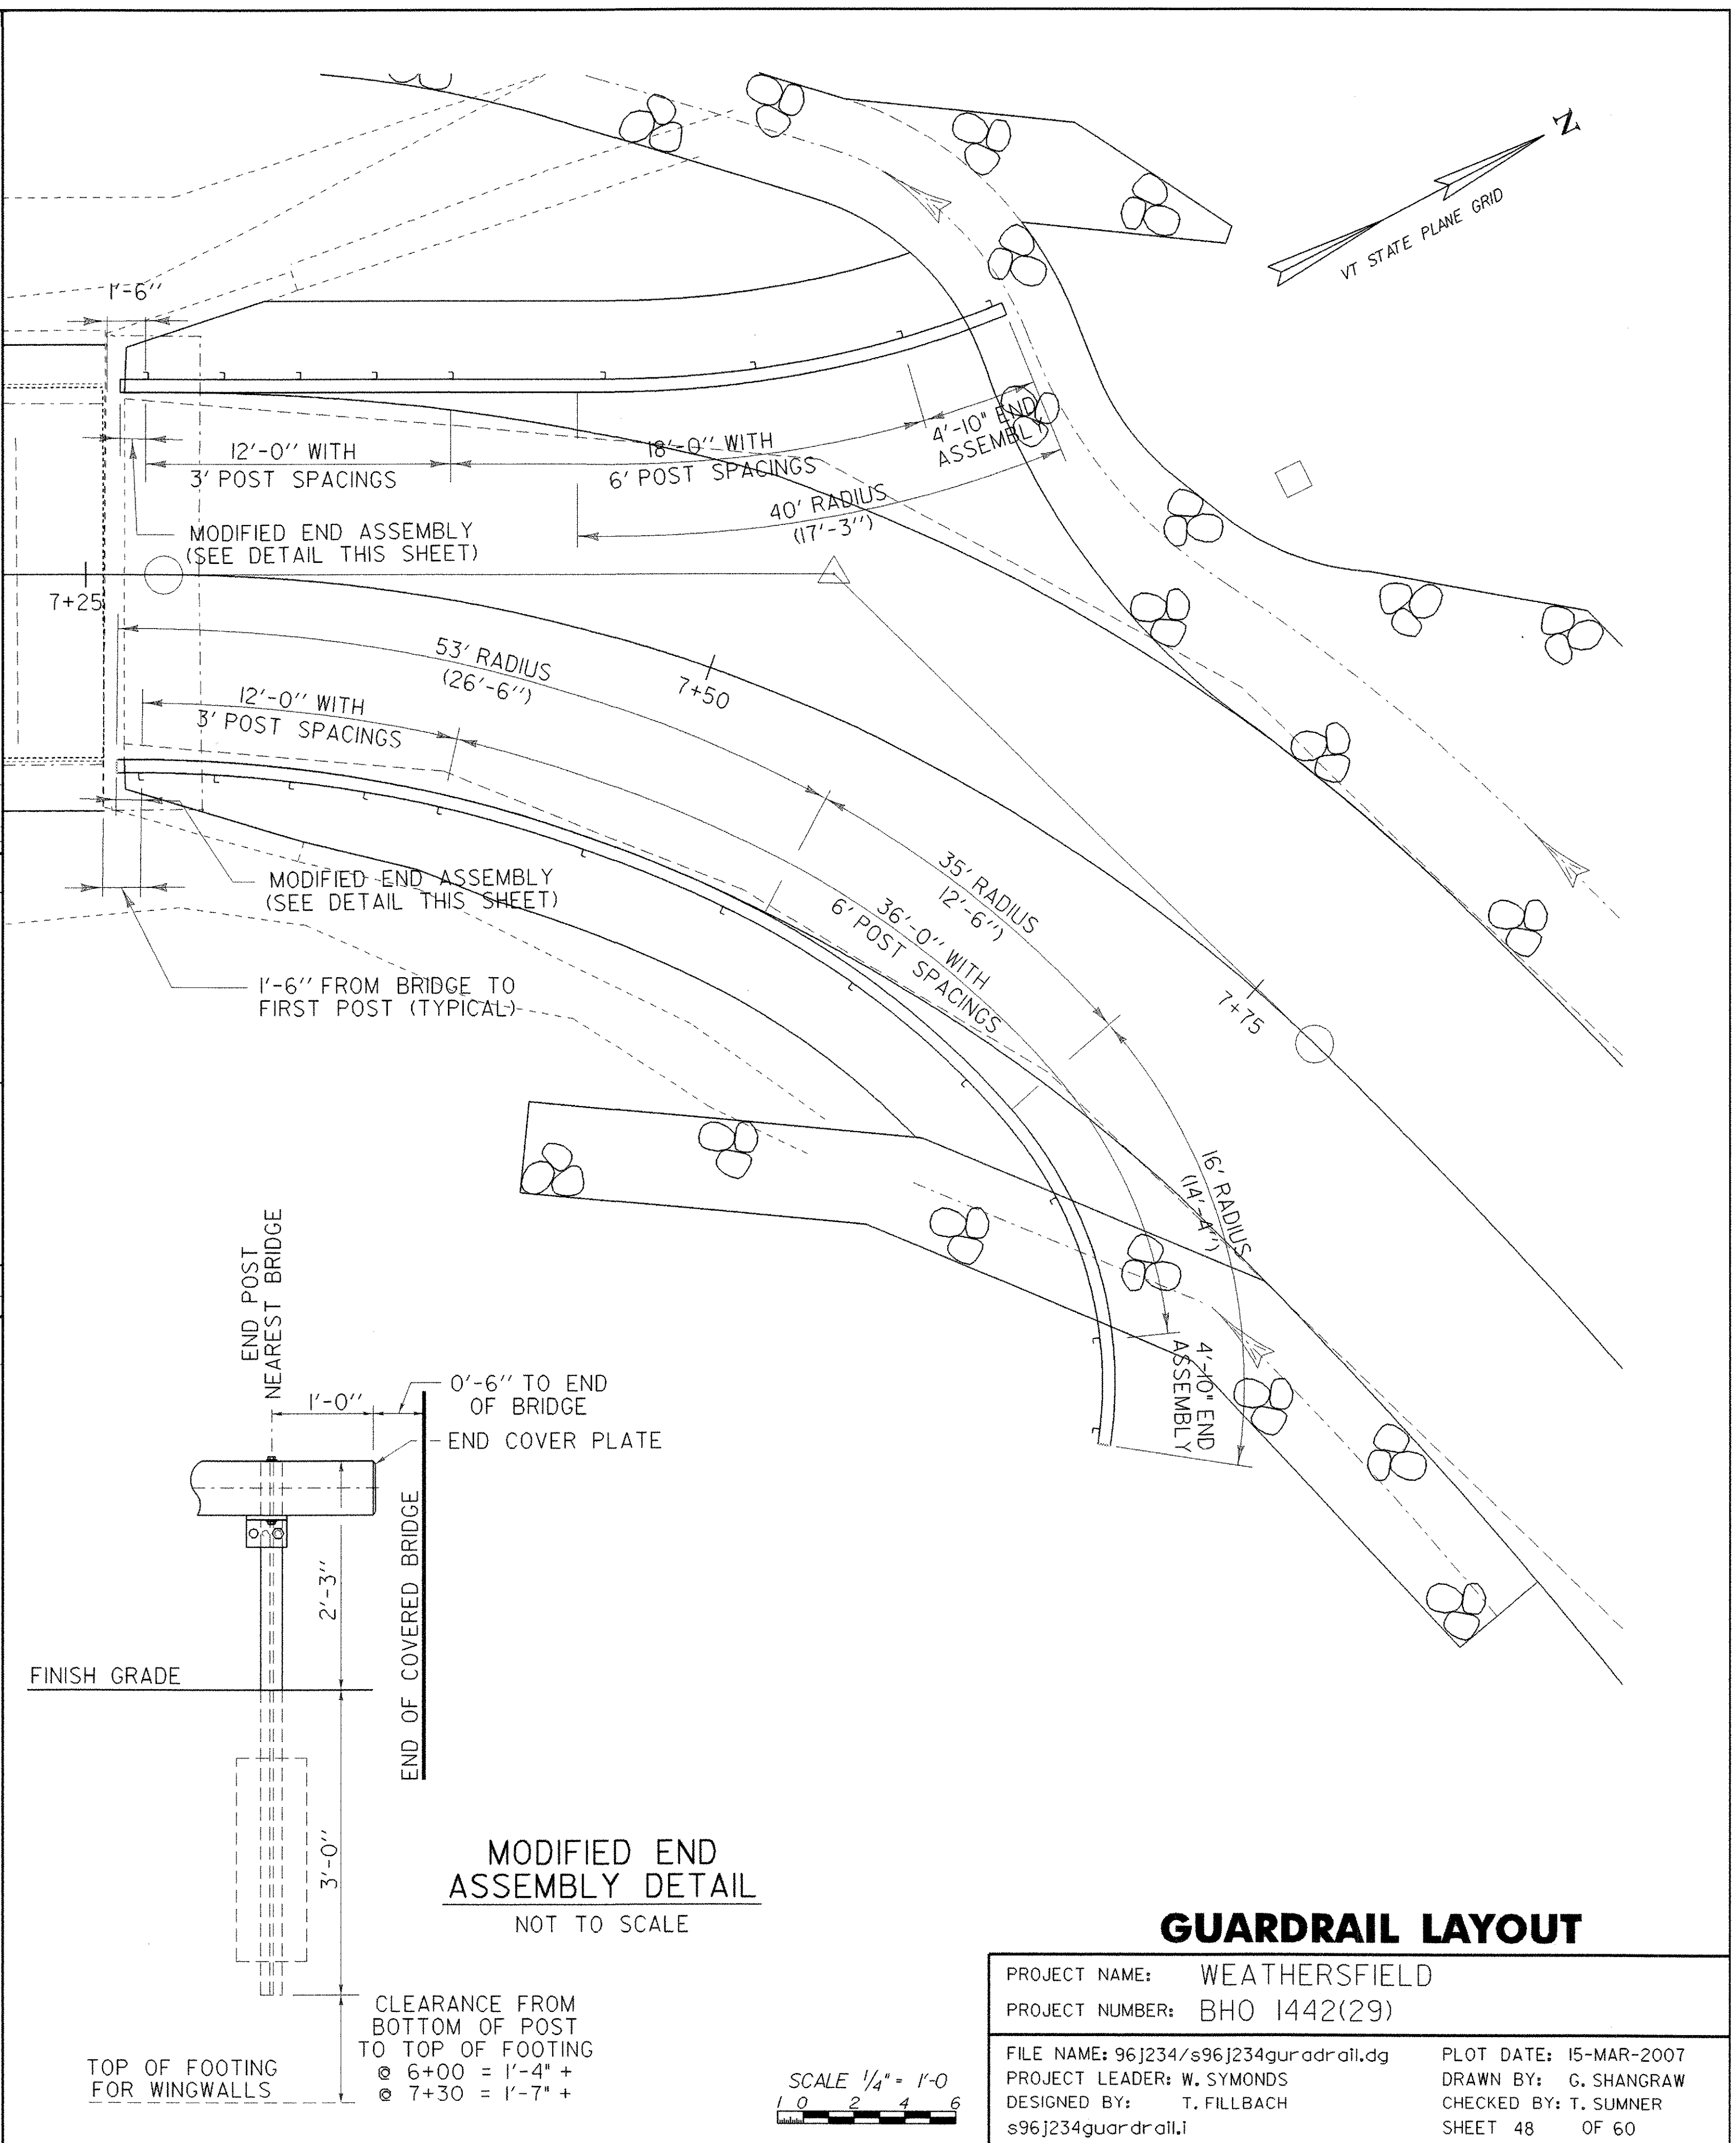 N
VT STATE PLANE GRID
1'-6"
12'-0" WITH
3' POST SPACINGS
18'-0" WITH
6' POST SPACINGS
4'-10" END
ASSEMBLY
40' RADIUS
(17'-3")
MODIFIED END ASSEMBLY
(SEE DETAIL THIS SHEET)
7+25
53' RADIUS
(26'-6")
7+50
12'-0" WITH
3' POST SPACINGS
35' RADIUS
12'-6")
36'-0" WITH
6' POST SPACINGS
MODIFIED END ASSEMBLY
(SEE DETAIL THIS SHEET)
1'-6" FROM BRIDGE TO
FIRST POST (TYPICAL)
7+75
16' RADIUS
(14'-4")
4'-10" END
ASSEMBLY
END POST
NEAREST BRIDGE
1'-0"
0'-6" TO END
OF BRIDGE
END COVER PLATE
2'-3"
END OF COVERED BRIDGE
FINISH GRADE
3'-0"
MODIFIED END
ASSEMBLY DETAIL
NOT TO SCALE
CLEARANCE FROM
BOTTOM OF POST
TO TOP OF FOOTING
@ 6+00 = 1'-4" +
@ 7+30 = 1'-7" +
TOP OF FOOTING
FOR WINGWALLS
SCALE 1/4" = 1'-0
1 0 2 4 6
GUARDRAIL LAYOUT
PROJECT NAME: WEATHERSFIELD
PROJECT NUMBER: BHO 1442(29)
FILE NAME: 96j234/s96j234guradrail.dg
PLOT DATE: 15-MAR-2007
PROJECT LEADER: W. SYMONDS
DRAWN BY: G. SHANGRAW
DESIGNED BY: T. FILLBACH
CHECKED BY: T. SUMNER
s96j234guardrail.i
SHEET 48 OF 60